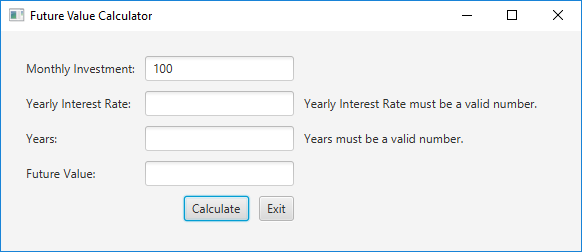 Future Value Calculator
Monthly Investment: 100
Yearly Interest Rate: Yearly Interest Rate must be a valid number.
Years: Years must be a valid number.
Future Value:
Calculate Exit